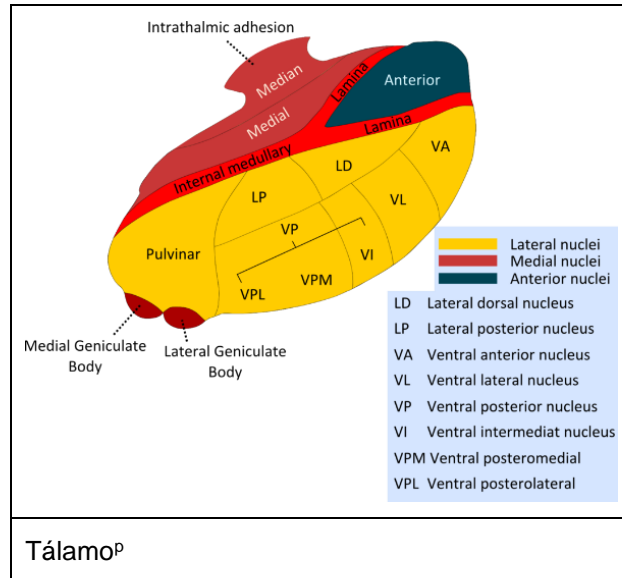 Intrathalmic adhesion
Median
Medial
Lamina
Anterior
Internal medullary
Lamina
VA
LD
LP
VL
VP
VI
Pulvinar
VPM
VPL
Medial Geniculate
Body
Lateral Geniculate
Body
Lateral nuclei
Medial nuclei
Anterior nuclei
LD Lateral dorsal nucleus
LP Lateral posterior nucleus
VA Ventral anterior nucleus
VL Ventral lateral nucleus
VP Ventral posterior nucleus
VI Ventral intermediat nucleus
VPM Ventral posteromedial
VPL Ventral posterolateral
Tálamoᵖ